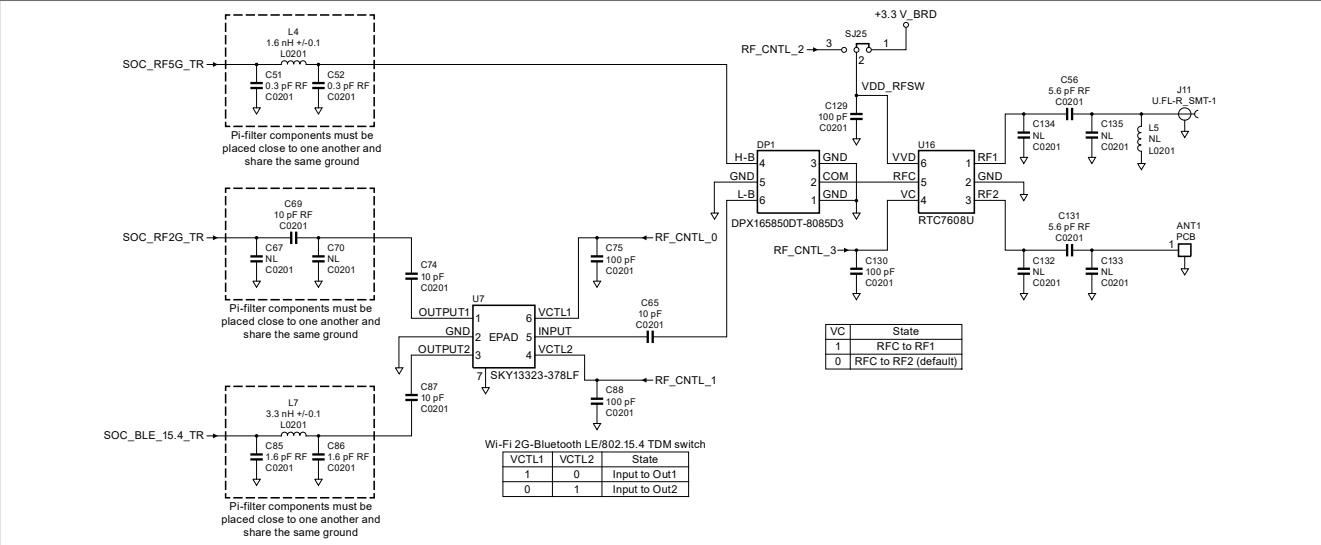 +3.3 V_BRD
L4
1.6 nH +/-0.1
L0201
SOC_RF5G_TR
C51
0.3 pF RF
C0201
C52
0.3 pF RF
C0201
Pi-filter components must be
placed close to one another and
share the same ground
RF_CNTL_2
3
SJ25
1
2
VDD_RFSW
C129
100 pF
C0201
C56
5.6 pF RF
C0201
J11
U.FL-R_SMT-1
C134
NL
C0201
C135
NL
C0201
L5
NL
L0201
DP1
H-B
4
GND
5
L-B
6
3
GND
2
COM
1
GND
DPX165850DT-8085D3
U16
VVD
6
RFC
5
VC
4
1
RF1
2
GND
3
RF2
RTC7608U
C69
10 pF RF
C0201
SOC_RF2G_TR
C67
NL
C0201
C70
NL
C0201
Pi-filter components must be
placed close to one another and
share the same ground
C74
10 pF
C0201
C75
100 pF
C0201
RF_CNTL_0
RF_CNTL_3
C130
100 pF
C0201
C131
5.6 pF RF
C0201
ANT1
PCB
1
C132
NL
C0201
C133
NL
C0201
U7
OUTPUT1
1
GND
2
OUTPUT2
3
EPAD
6
VCTL1
5
INPUT
4
VCTL2
7
SKY13323-378LF
C65
10 pF
C0201
VC State
1 RFC to RF1
0 RFC to RF2 (default)
C87
10 pF
C0201
C88
100 pF
C0201
RF_CNTL_1
L7
3.3 nH +/-0.1
L0201
SOC_BLE_15.4_TR
C85
1.6 pF RF
C0201
C86
1.6 pF RF
C0201
Pi-filter components must be
placed close to one another and
share the same ground
Wi-Fi 2G-Bluetooth LE/802.15.4 TDM switch
VCTL1 VCTL2 State
1 0 Input to Out1
0 1 Input to Out2